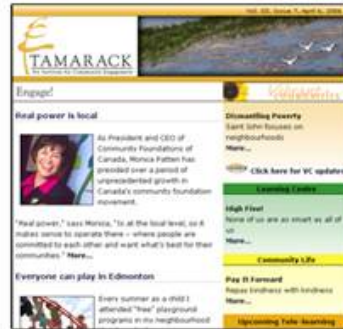 Vol. III, Issue 7, April 6, 2006
TAMARACK
An Institute for Community Engagement
Engage!
Vibrant
Communities
Real power is local
As President and CEO of
Community Foundations of
Canada, Monica Patten has
presided over a period of
unprecedented growth in
Canada's community foundation
movement.
"Real power," says Monica, "is at the local level, so it
makes sense to operate there – where people are
committed to each other and want what's best for their
communities." More...
Everyone can play in Edmonton
Every summer as a child I
attended "free" playground
programs in my neighbourhood
Dismantling Poverty
Saint John focuses on
neighbourhoods
More...
Click here for VC updates
Learning Centre
High Five!
None of us are as smart as all of
us
More...
Community Life
Pay It Forward
Repay kindness with kindness
More...
Upcoming Tele-learning